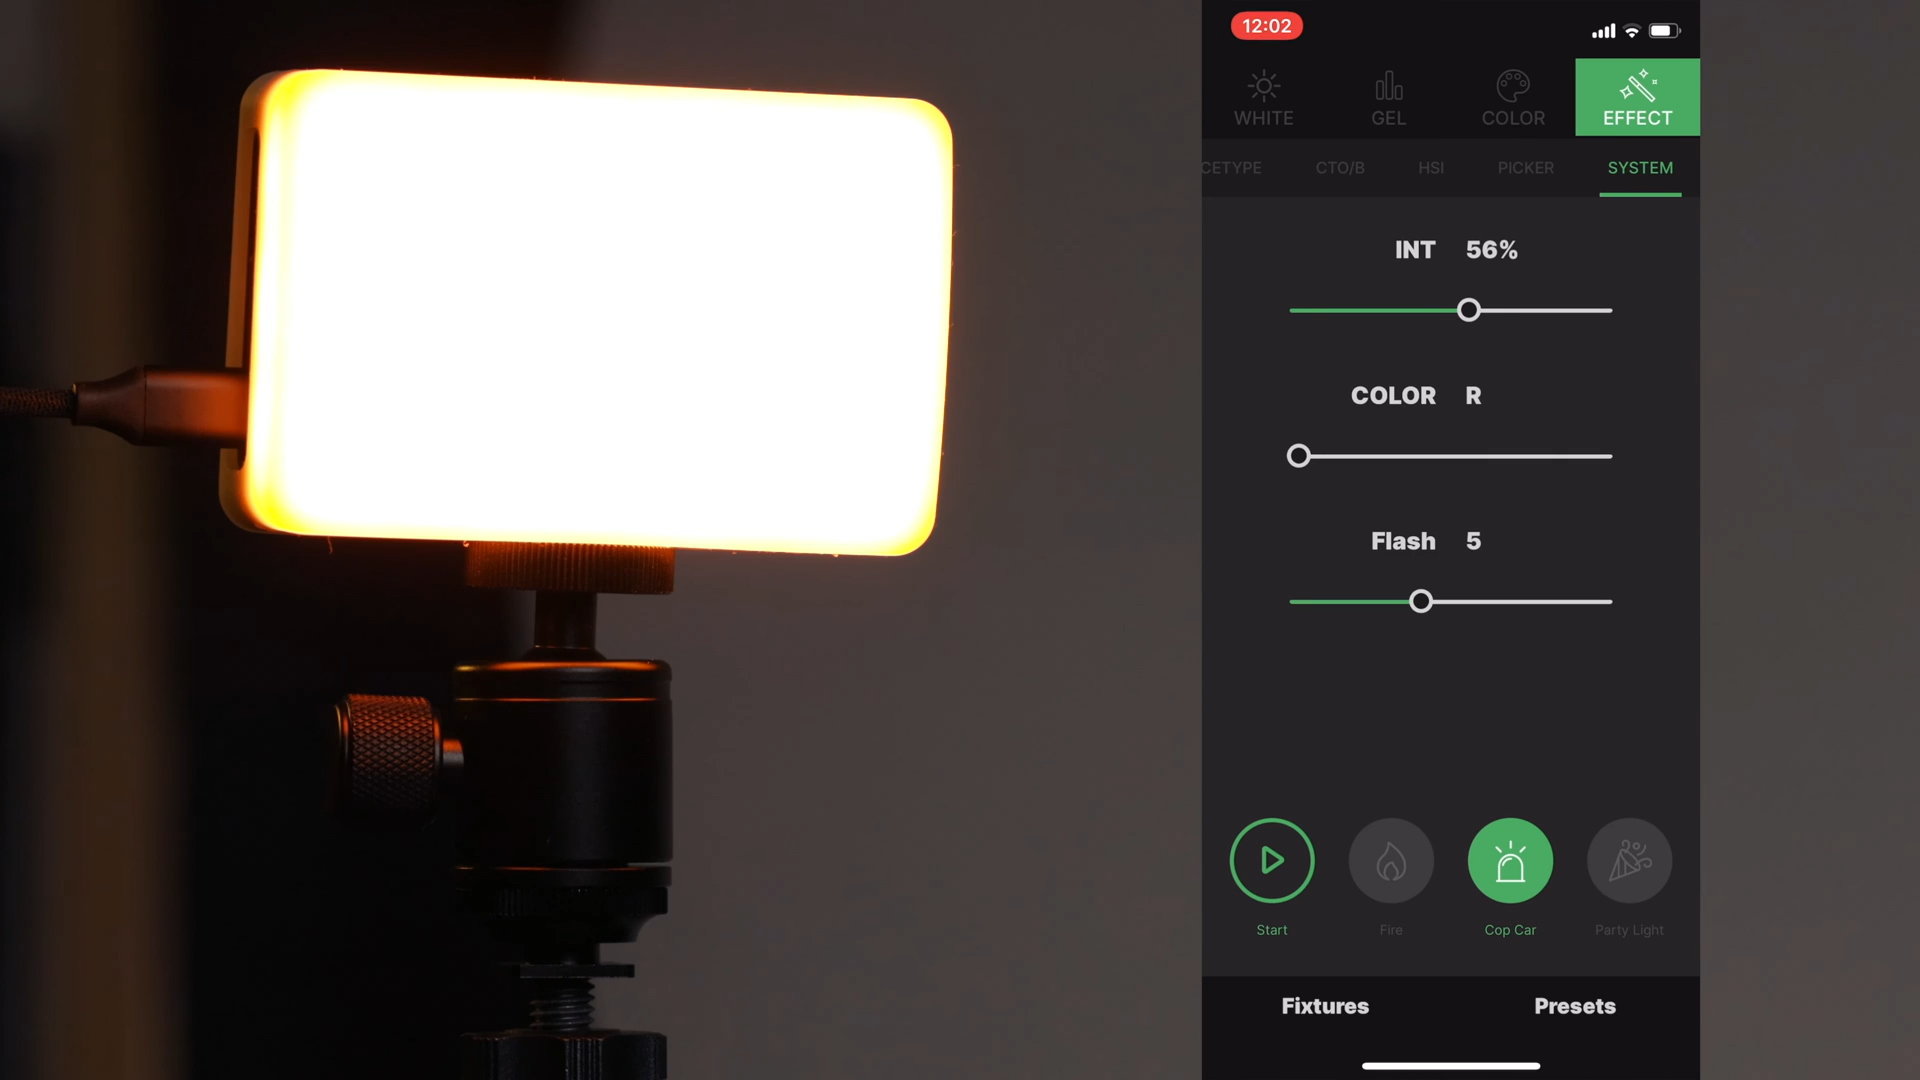 12:02
WHITE GEL COLOR EFFECT
CETYPE CTO/B HSI PICKER SYSTEM
INT 56%
COLOR R
Flash 5
Start Fire Cop Car Party Light
Fixtures Presets